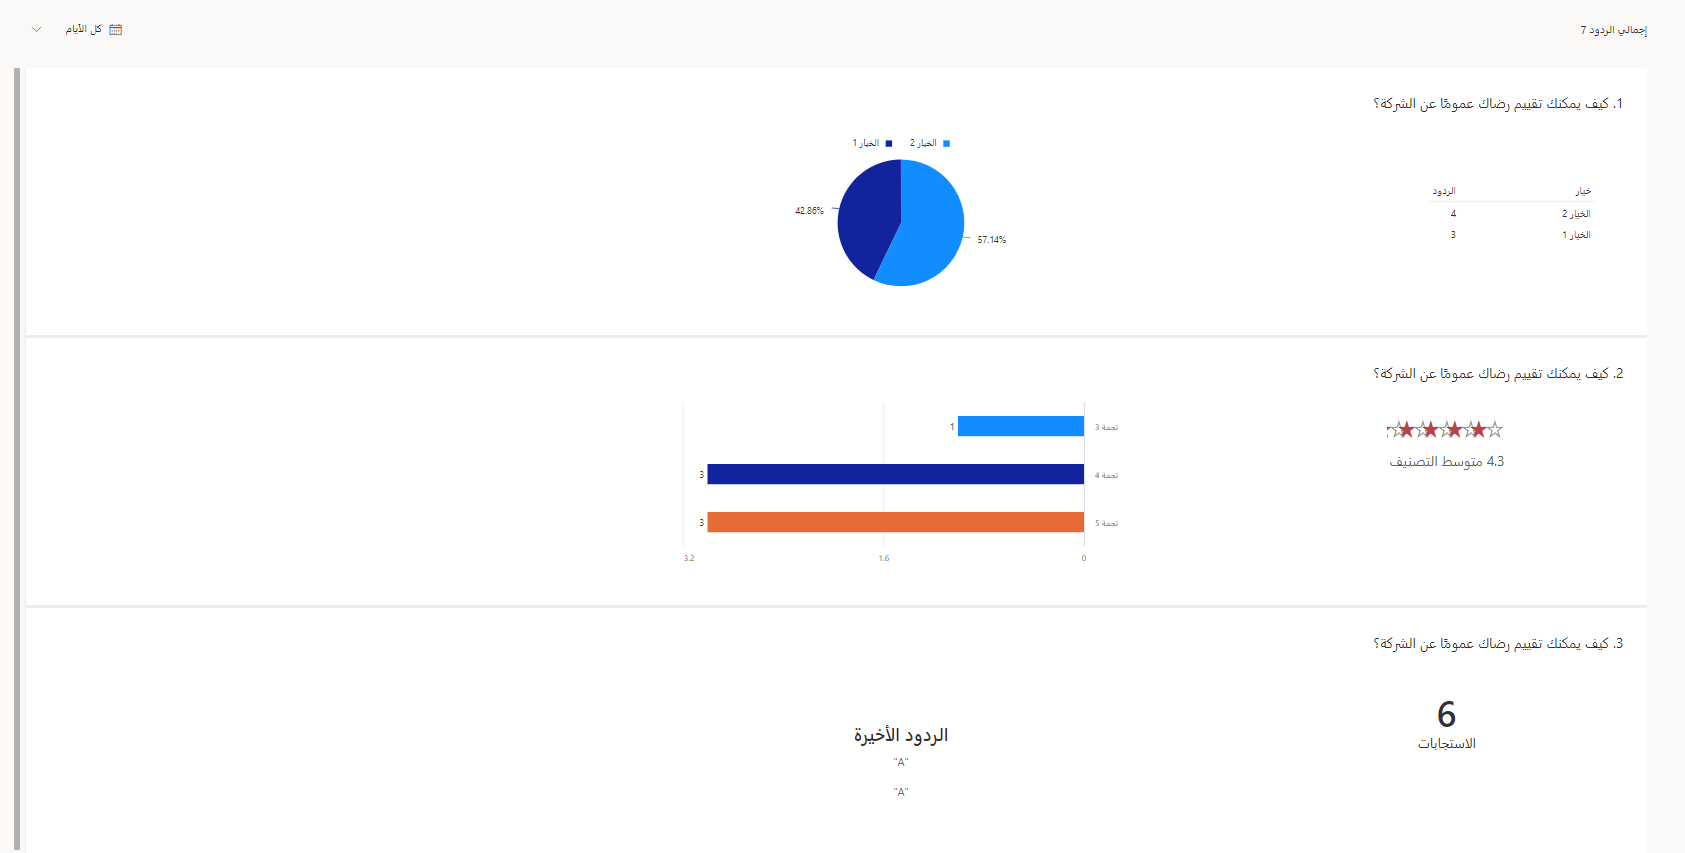 إجمالي الردود 7
كل الأيام
1. كيف يمكنك تقييم رضاك عمومًا عن الشركة؟
الخيار 2
الخيار 1
خيار الردود
الخيار 2 4
الخيار 1 3
42.86%
57.14%
2. كيف يمكنك تقييم رضاك عمومًا عن الشركة؟
4.3 متوسط التصنيف
نجمة 3 1
نجمة 4 3
نجمة 5 3
0 1.6 3.2
3. كيف يمكنك تقييم رضاك عمومًا عن الشركة؟
6
الاستجابات
الردود الأخيرة
"A"
"A"